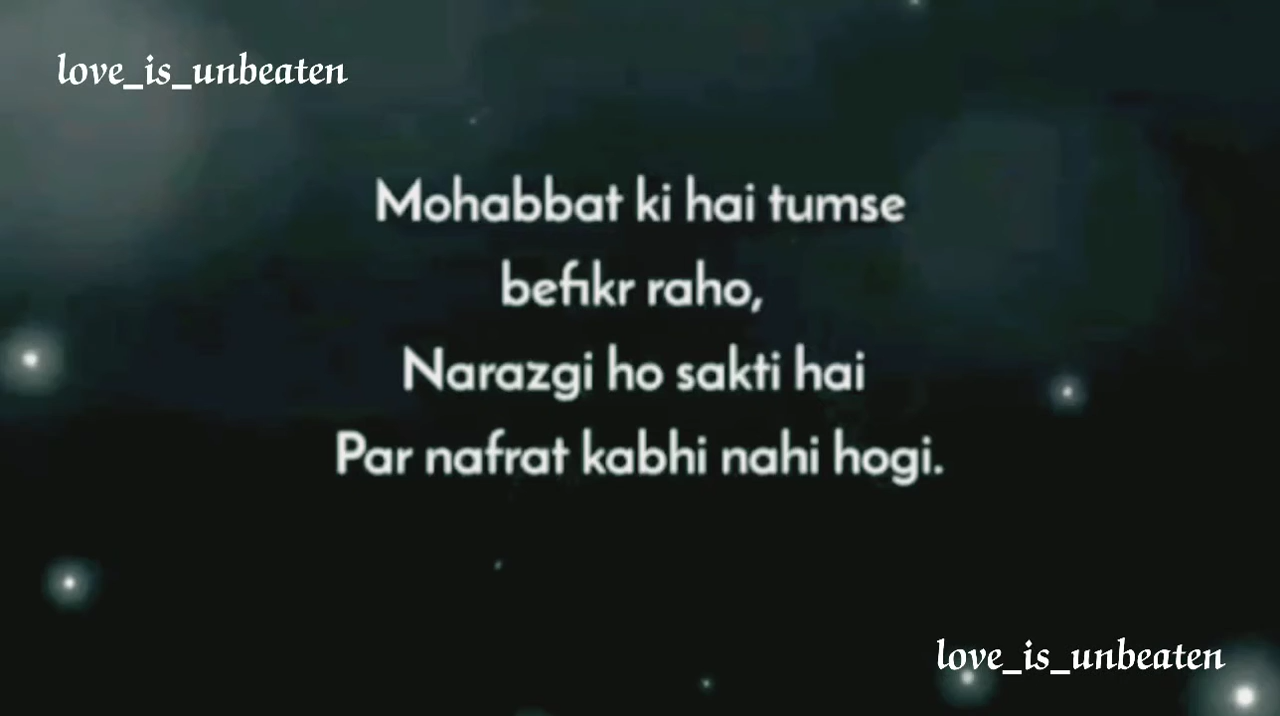 love_is_unbeaten
Mohabbat ki hai tumse
befikr raho,
Narazgi ho sakti hai
Par nafrat kabhi nahi hogi.
love_is_unbeaten